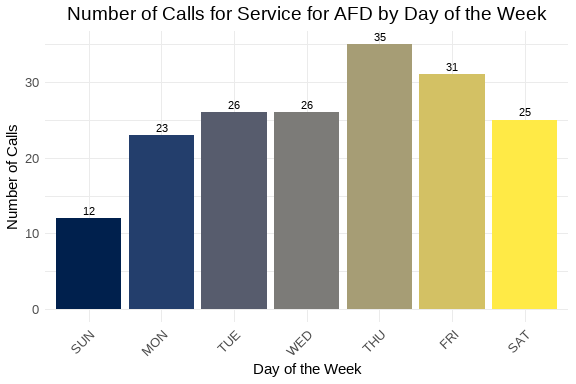 Number of Calls for Service for AFD by Day of the Week
35
31
30
26
26
25
23
20
12
10
0
Number of Calls
SUN
MON
TUE
WED
THU
FRI
SAT
Day of the Week